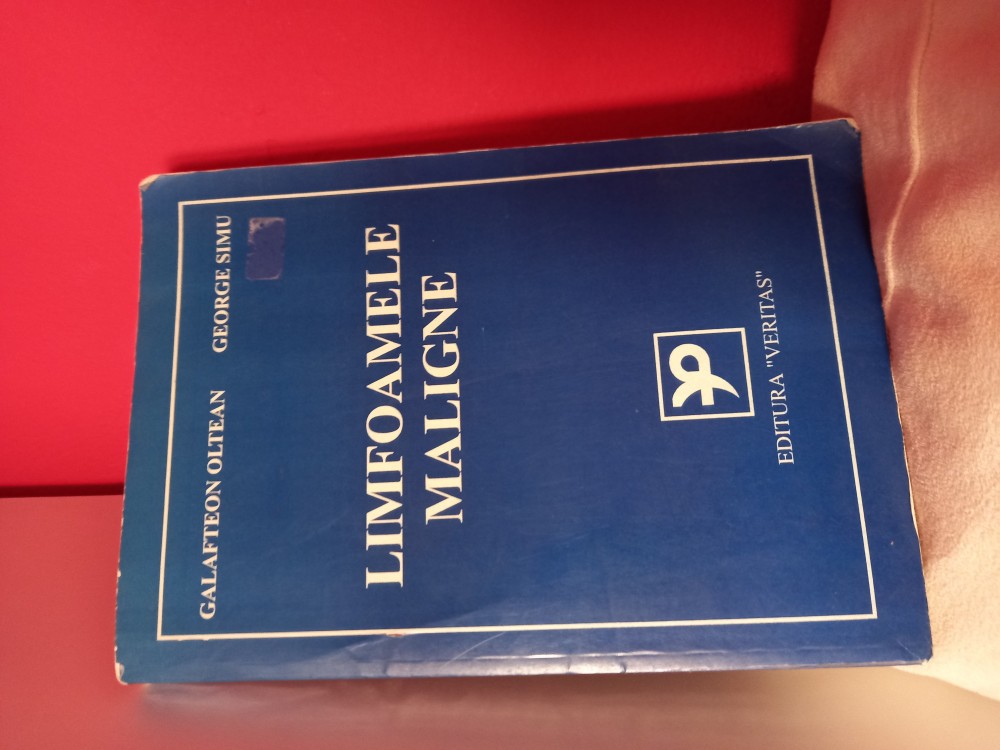 GALAFTEON OLTEAN GEORGE SIMU
LIMFOAMELE
MALIGNE
EDITURA "VERITAS"